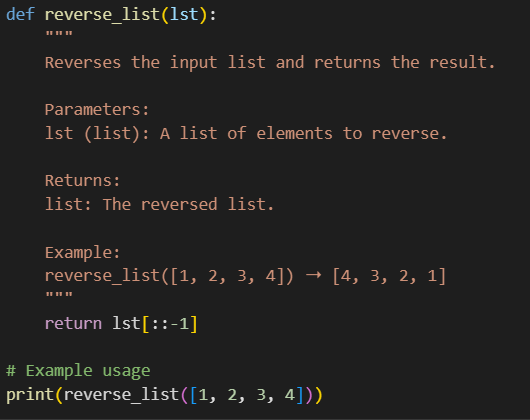 def reverse_list(lst):
    """
    Reverses the input list and returns the result.

    Parameters:
    lst (list): A list of elements to reverse.

    Returns:
    list: The reversed list.

    Example:
    reverse_list([1, 2, 3, 4]) → [4, 3, 2, 1]
    """
    return lst[::-1]

# Example usage
print(reverse_list([1, 2, 3, 4]))